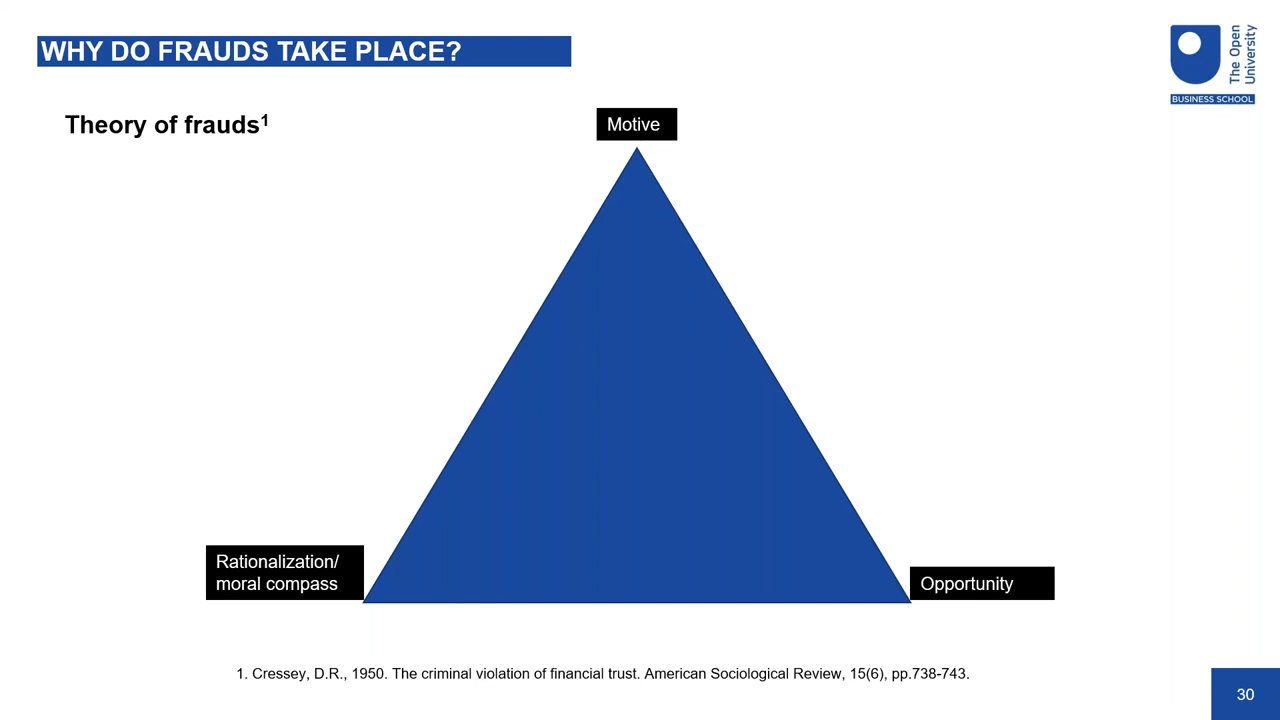 WHY DO FRAUDS TAKE PLACE?
The Open
University
BUSINESS SCHOOL
Theory of frauds¹
Motive
Rationalization/
moral compass
Opportunity
1. Cressey, D.R., 1950. The criminal violation of financial trust. American Sociological Review, 15(6), pp.738-743.
30